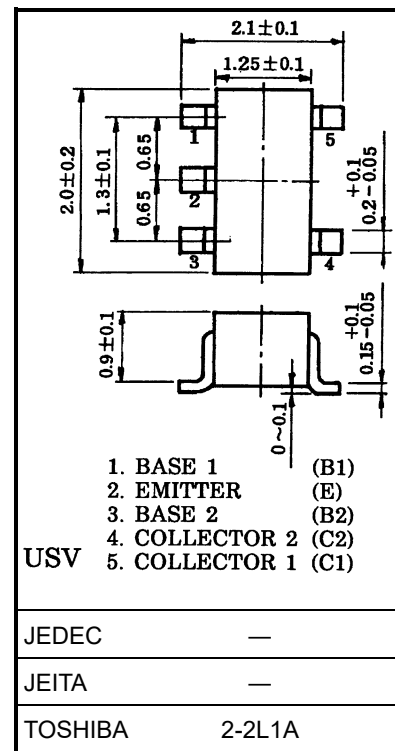 2.1±0.1
1.25±0.1
2.0±0.2
1.3±0.1
0.65
0.65
1
2
3
5
4
+0.1
0.2-0.05
0.9±0.1
+0.1
0.15-0.05
0~0.1
1. BASE 1 (B1)
2. EMITTER (E)
3. BASE 2 (B2)
4. COLLECTOR 2 (C2)
USV 5. COLLECTOR 1 (C1)
JEDEC —
JEITA —
TOSHIBA 2-2L1A